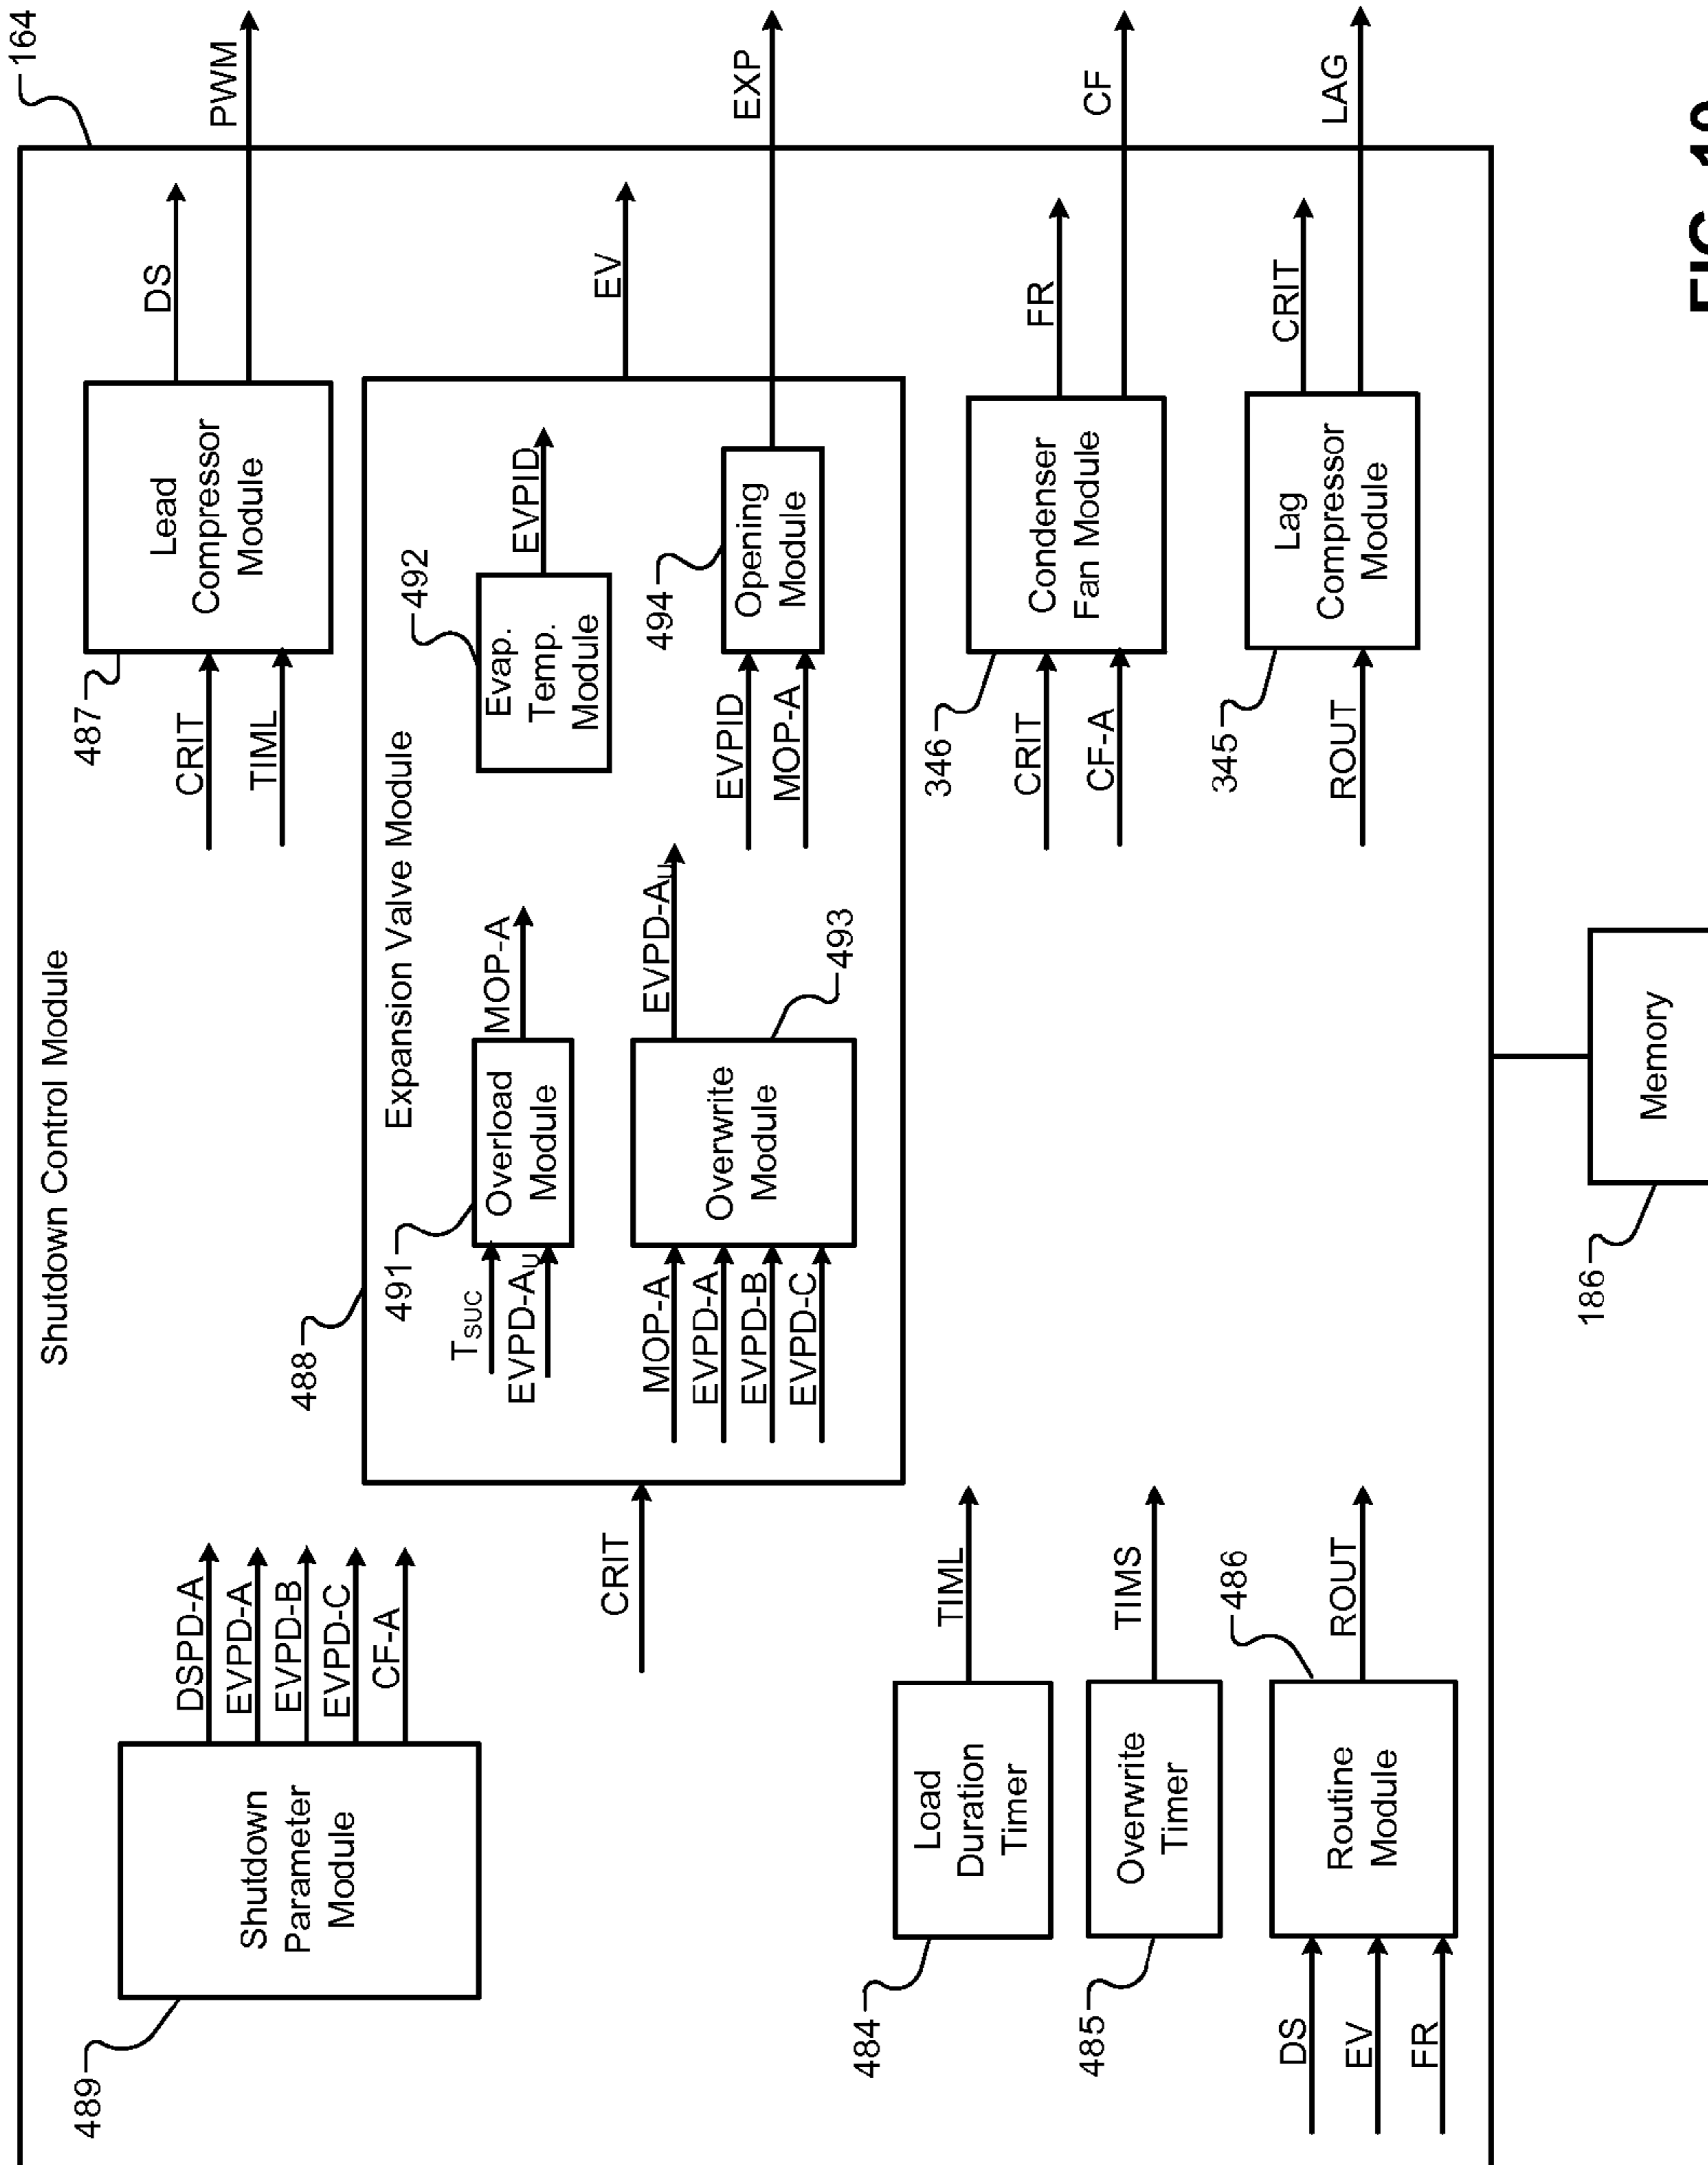 164
Shutdown Control Module
489
Shutdown
Parameter
Module
DSPD-A
EVPD-A
EVPD-B
EVPD-C
CF-A
487
CRIT
TIML
Lead
Compressor
Module
DS
PWM
488
CRIT
Expansion Valve Module
EV
491
TSUC
EVPD-AU
Overload
Module
MOP-A
492
Evap.
Temp.
Module
EVPID
MOP-A
EVPD-A
EVPD-B
EVPD-C
Overwrite
Module
EVPD-AU
493
494
EVPID
MOP-A
Opening
Module
EXP
484
Load
Duration
Timer
TIML
346
CRIT
CF-A
Condenser
Fan Module
FR
CF
485
Overwrite
Timer
TIMS
486
DS
EV
FR
Routine
Module
ROUT
345
ROUT
Lag
Compressor
Module
CRIT
LAG
186
Memory
FIG